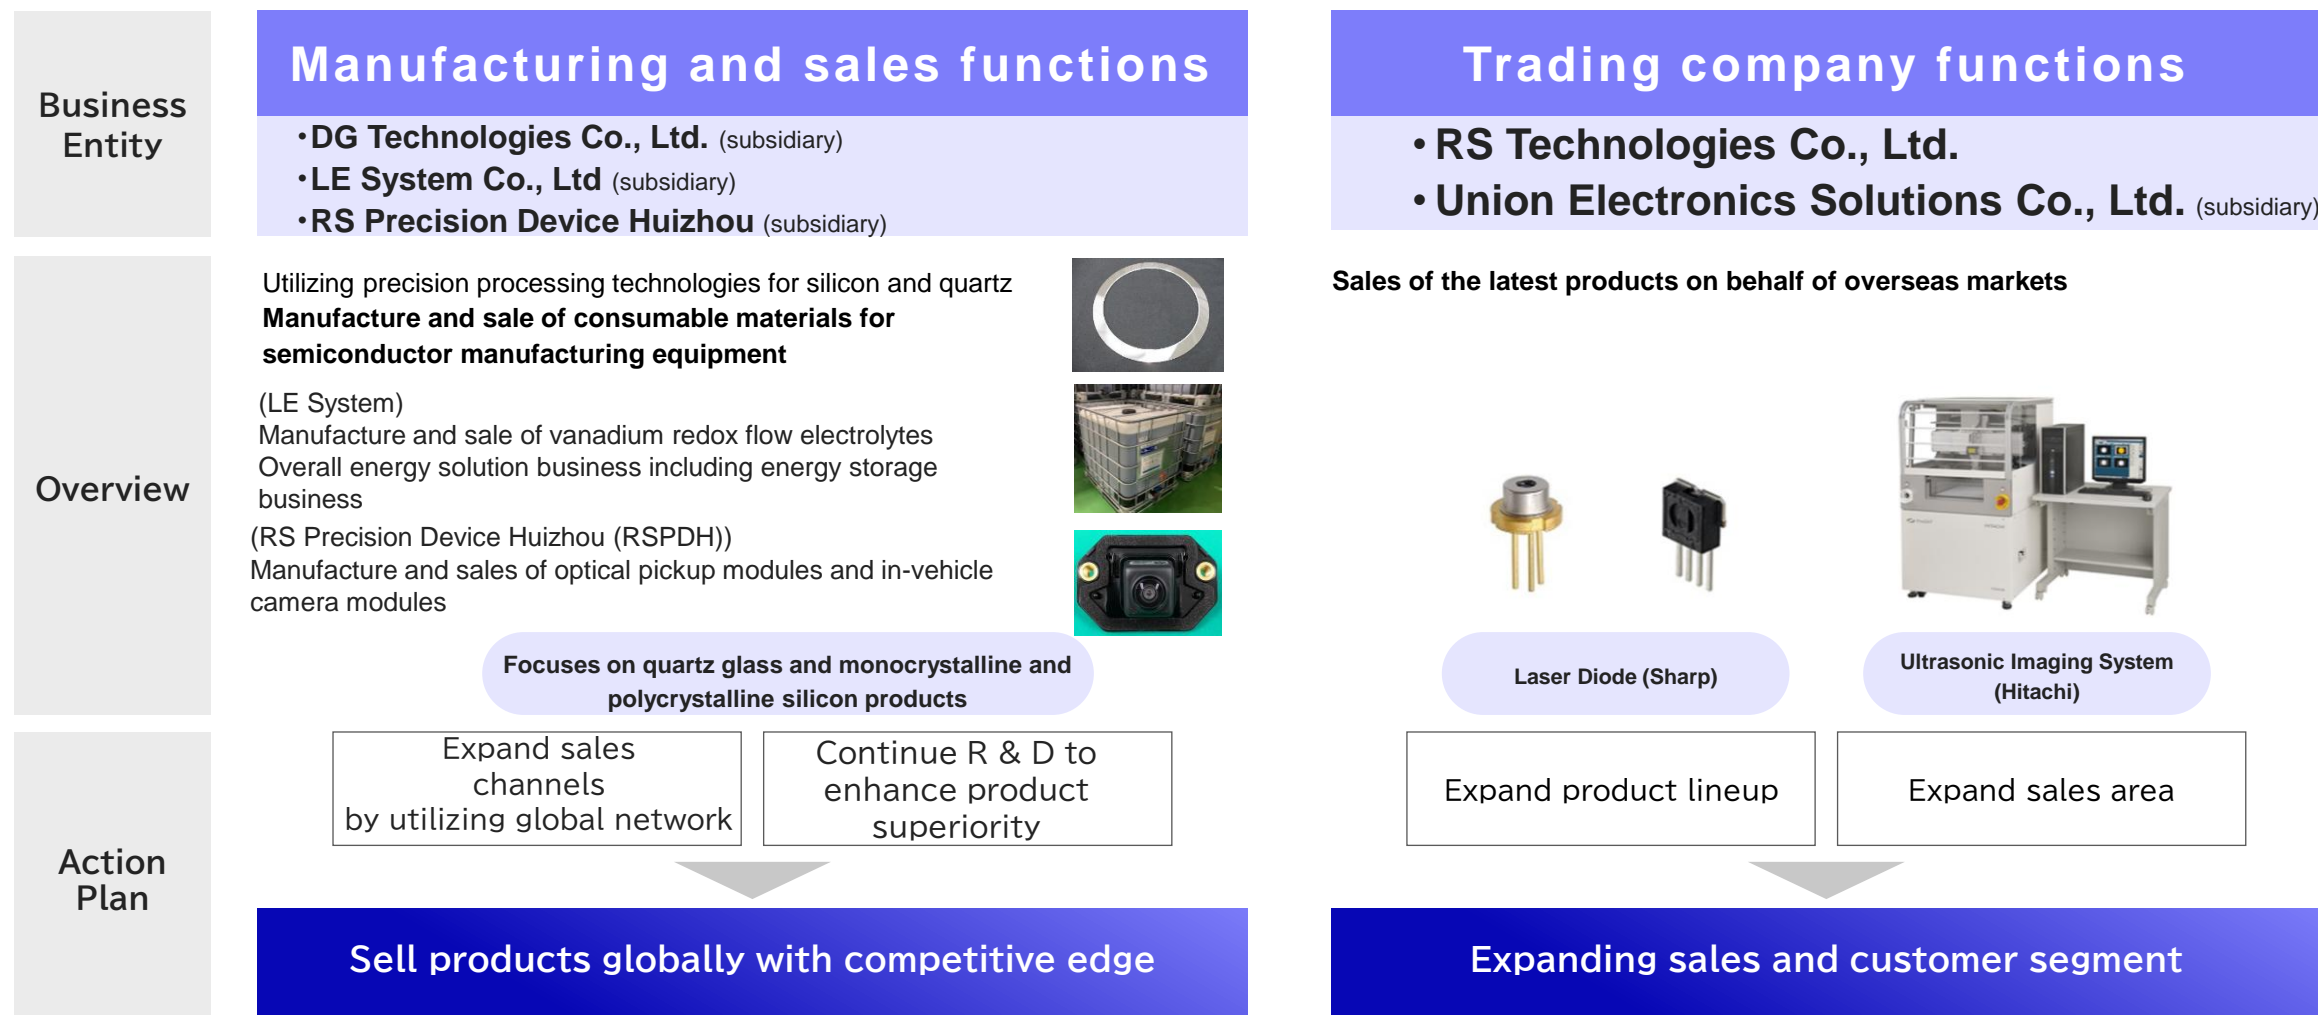 Business
Entity
Manufacturing and sales functions
・DG Technologies Co., Ltd. (subsidiary)
・LE System Co., Ltd (subsidiary)
・RS Precision Device Huizhou (subsidiary)
Trading company functions
・RS Technologies Co., Ltd.
・Union Electronics Solutions Co., Ltd. (subsidiary)
Overview
Utilizing precision processing technologies for silicon and quartz
Manufacture and sale of consumable materials for
semiconductor manufacturing equipment
(LE System)
Manufacture and sale of vanadium redox flow electrolytes
Overall energy solution business including energy storage
business
(RS Precision Device Huizhou (RSPDH))
Manufacture and sales of optical pickup modules and in-vehicle
camera modules
Focuses on quartz glass and monocrystalline and
polycrystalline silicon products
Sales of the latest products on behalf of overseas markets
Laser Diode (Sharp)
Ultrasonic Imaging System
(Hitachi)
Action
Plan
Expand sales
channels
by utilizing global network
Continue R & D to
enhance product
superiority
Sell products globally with competitive edge
Expand product lineup
Expand sales area
Expanding sales and customer segment